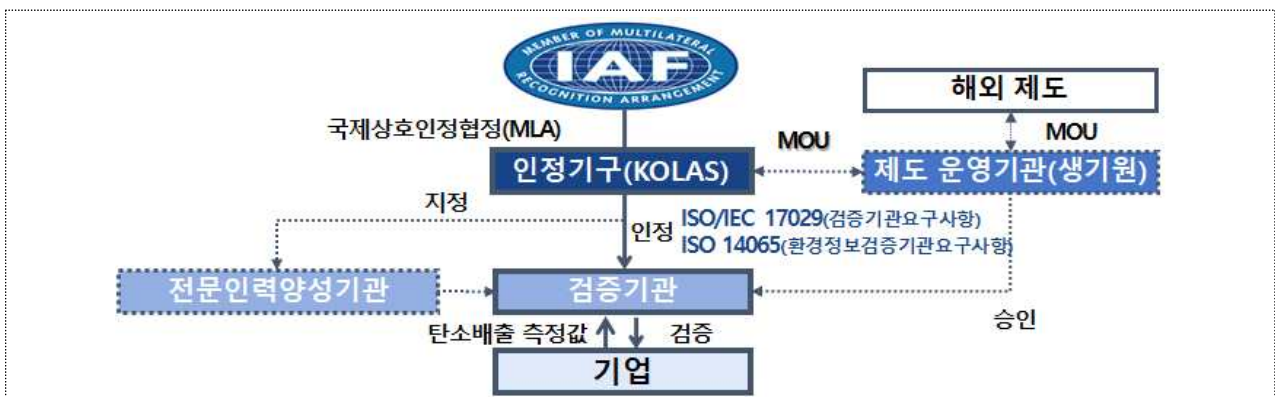 MEMBER OF MULTILATERAL
IAF
RECOGNITION ARRANGEMENT
해외 제도
국제상호인정협정(MLA)
MOU
MOU
인정기구(KOLAS)
제도 운영기관(생기원)
지정
인정
ISO/IEC 17029(검증기관요구사항)
ISO 14065(환경정보검증기관요구사항)
전문인력양성기관
검증기관
승인
탄소배출 측정값
검증
기업